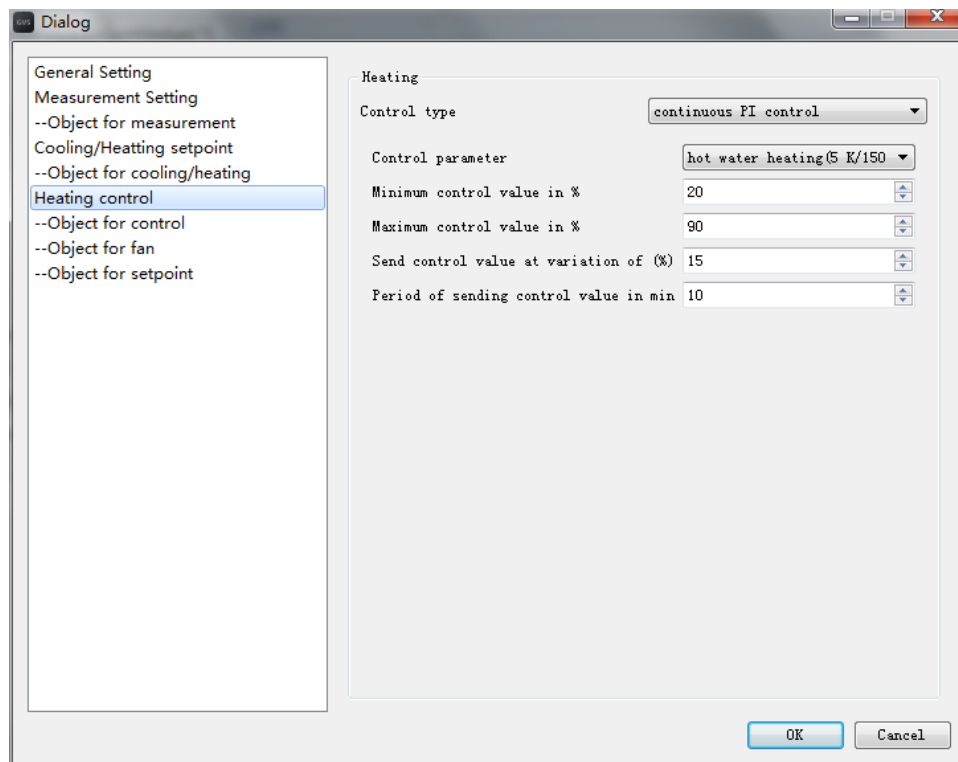 GVS Dialog
General Setting
Measurement Setting
--Object for measurement
Cooling/Heatting setpoint
--Object for cooling/heating
Heating control
--Object for control
--Object for fan
--Object for setpoint
Heating
Control type continuous PI control
Control parameter hot water heating(5 K/150
Minimum control value in % 20
Maximum control value in % 90
Send control value at variation of (%) 15
Period of sending control value in min 10
OK Cancel